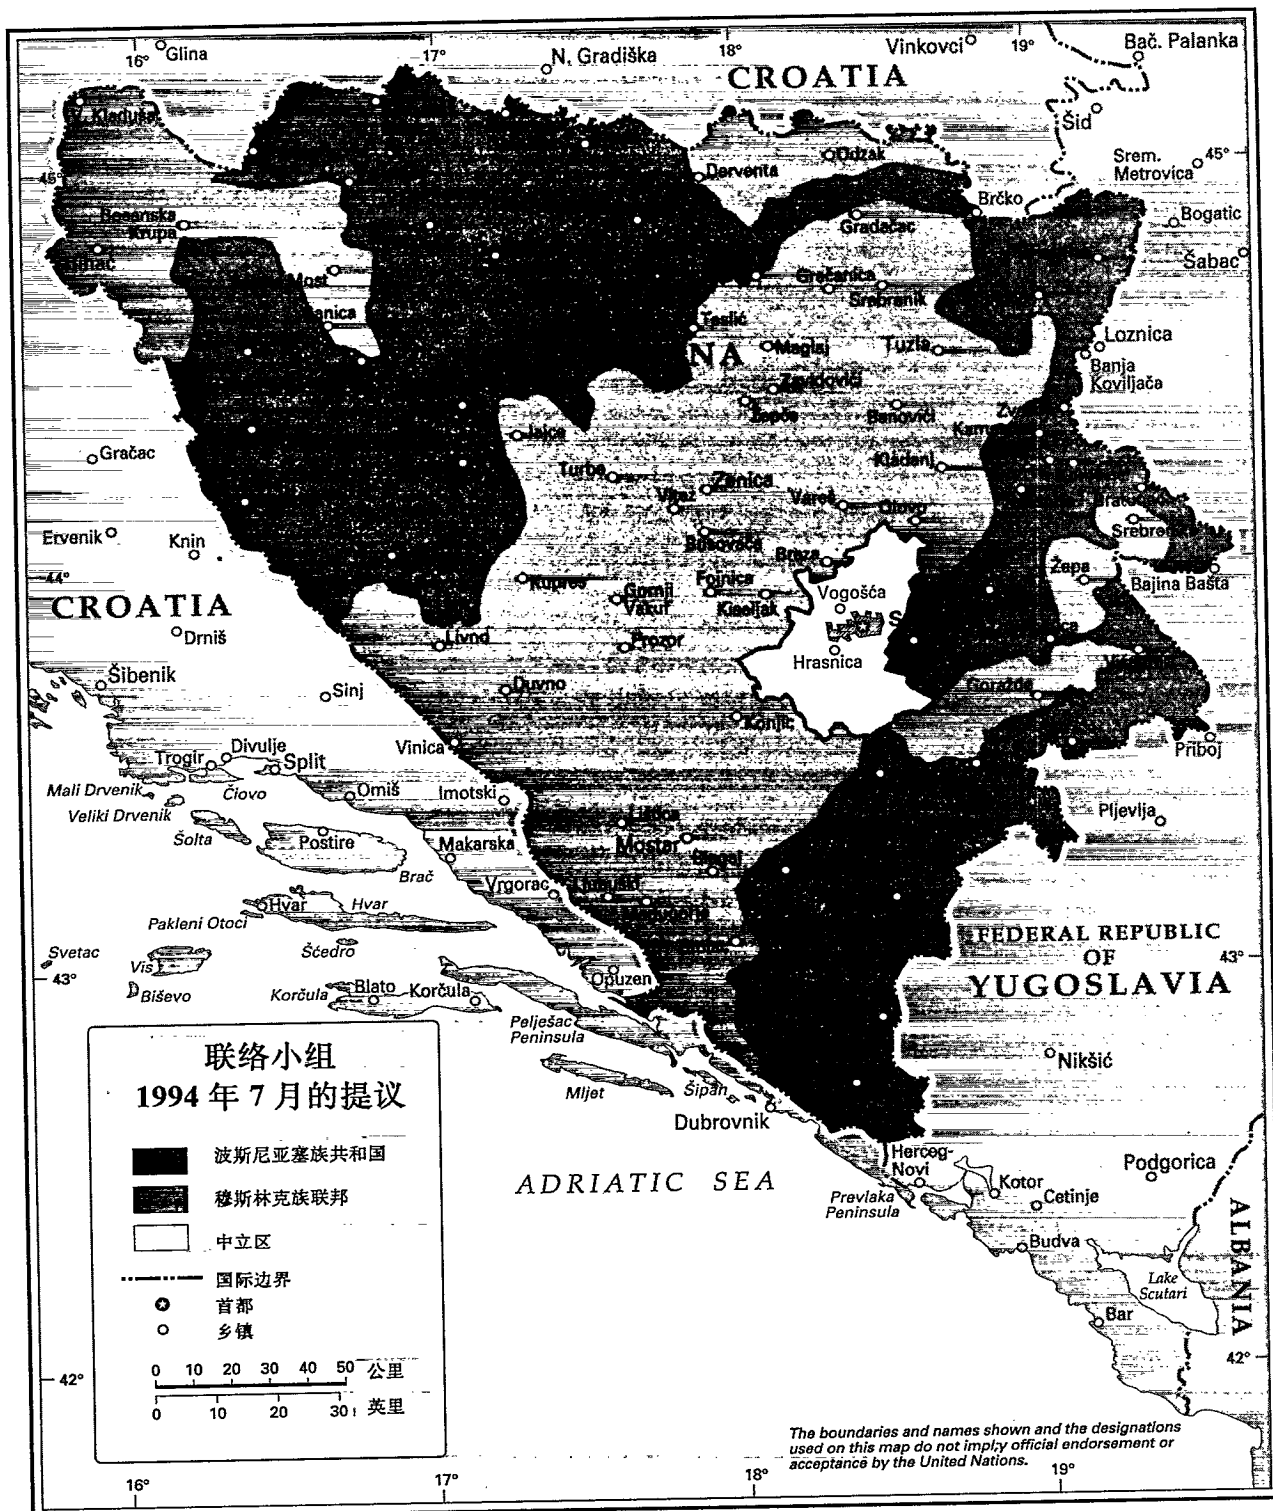 16°
Glina
17°
N. Gradiška
18°
Vinkovci
19°
Bač. Palanka
CROATIA
V. Kladuša
Šid
Odzak
Srem.
Metrovica
45°
45°
Derventa
Brčko
Bosanska
Krupa
Gradačac
Bogatic
Šabac
Gračanica
Most
Srebranik
Teslić
Maglaj
Tuzla
Loznica
NA
Banja
Koviljača
Zavidovići
Žepče
Banovići
Jajce
Gračac
Turbe
Kladanj
Zenica
Vitez
Vareš
Olovo
Ervenik
Knin
Srebre
Busovača
Breza
Žepa
44°
Bajina Bašta
Kupres
Gornji
Vakuf
Fojnica
Kiseljak
Vogošća
CROATIA
Drniš
Livno
Prozor
Hrasnica
Šibenik
Sinj
Duvno
Goražde
Konjic
Vinica
Priboj
Divulje
Trogir
Split
Mali Drvenik
Čiovo
Omiš
Imotski
Veliki Drvenik
Pljevlja
Šolta
Postire
Makarska
Mostar
Brač
Vrgorac
Hvar
Hvar
Pakleni Otoci
FEDERAL REPUBLIC
OF
YUGOSLAVIA
Svetac
Šćedro
Vis
43°
43°
Opuzen
Biševo
Korčula
Blato
Korčula
Pelješac
Peninsula
Nikšić
Mljet
Šipan
Dubrovnik
联络小组
1994 年 7 月的提议
波斯尼亚塞族共和国
穆斯林克族联邦
中立区
国际边界
首都
乡镇
0 10 20 30 40 50 公里
0 10 20 30 英里
ADRIATIC SEA
Herceg-
Novi
Podgorica
Prevlaka
Peninsula
Kotor
Cetinje
Budva
ALBANIA
Lake
Scutari
Bar
42°
42°
The boundaries and names shown and the designations
used on this map do not imply official endorsement or
acceptance by the United Nations.
16°
17°
18°
19°